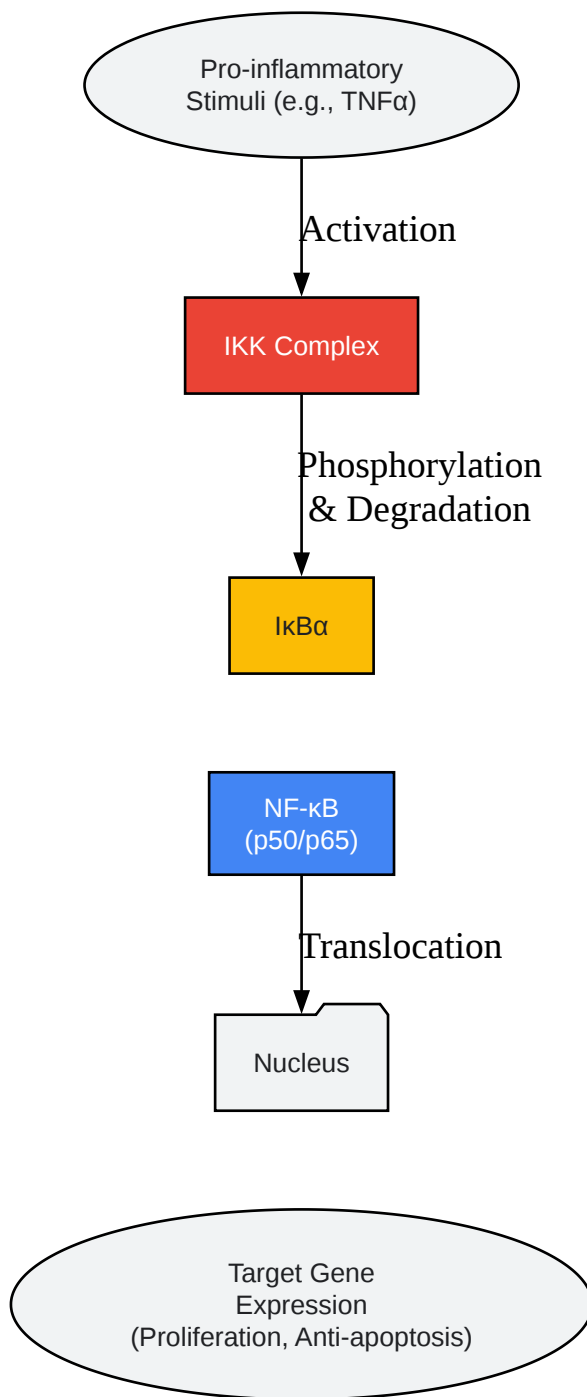 Pro-inflammatory
Stimuli (e.g., TNFα)
Activation
IKK Complex
Phosphorylation
& Degradation
IκBα
NF-κB
(p50/p65)
Translocation
Nucleus
Target Gene
Expression
(Proliferation, Anti-apoptosis)